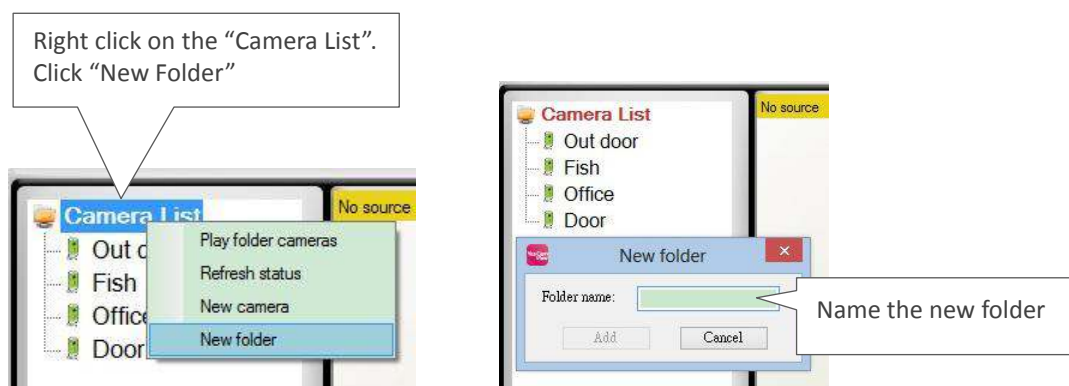 Right click on the “Camera List”.
Click “New Folder”
Camera List
No source
Out d
Play folder cameras
Fish
Refresh status
Office
New camera
Door
New folder
Camera List
No source
Out door
Fish
Office
Door
New folder
Folder name:
Add
Cancel
Name the new folder